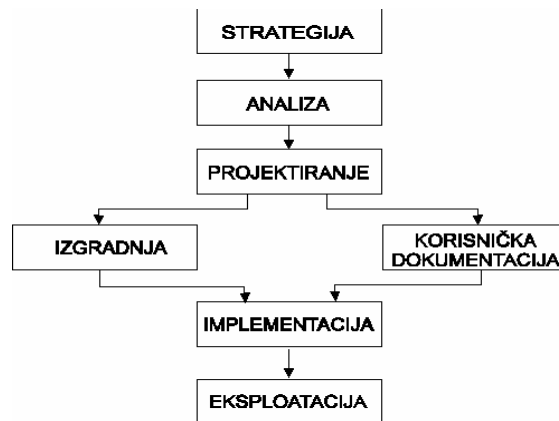 STRATEGIJA
ANALIZA
PROJEKTIRANJE
IZGRADNJA
KORISNIČKA
DOKUMENTACIJA
IMPLEMENTACIJA
EKSPLOATACIJA